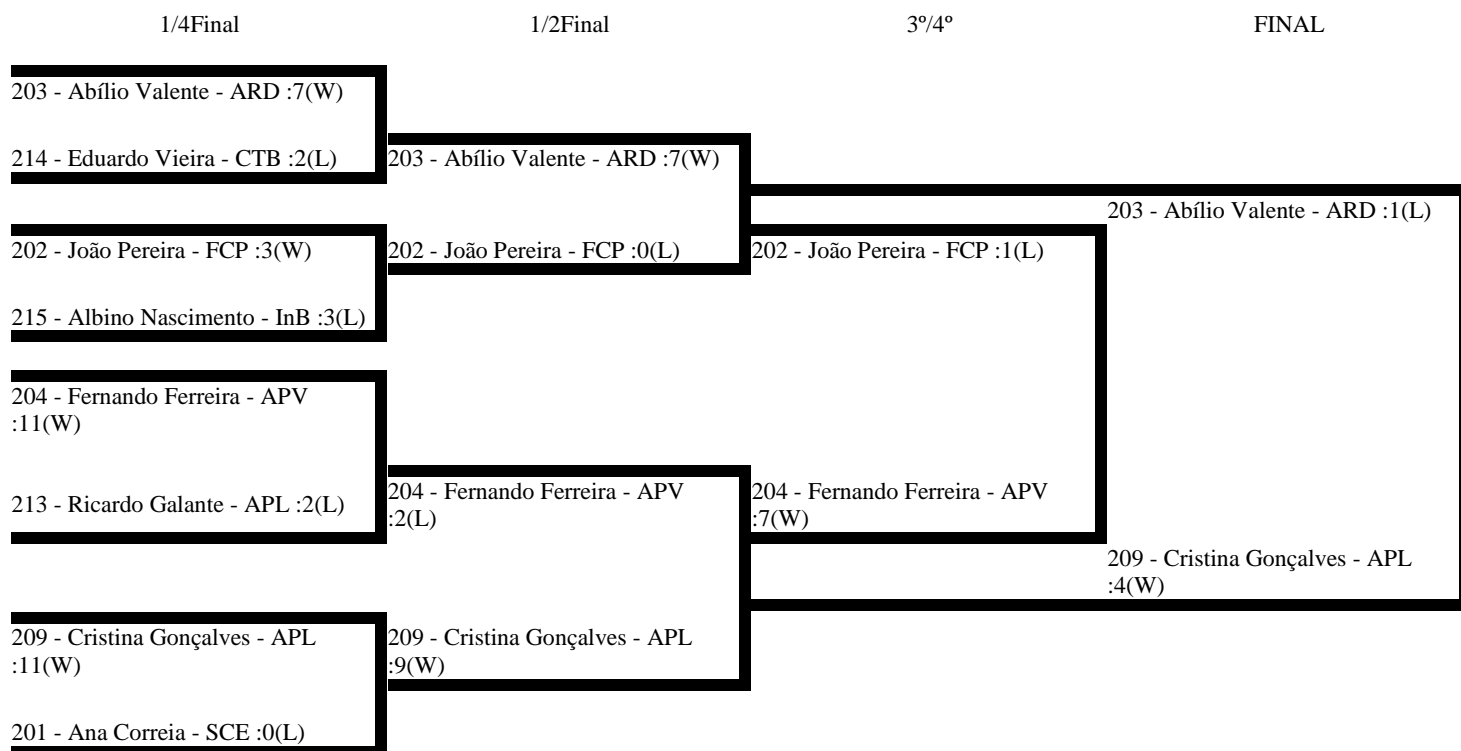 1/4Final
1/2Final
3º/4º
FINAL
203 - Abílio Valente - ARD :7(W)
214 - Eduardo Vieira - CTB :2(L)
202 - João Pereira - FCP :3(W)
215 - Albino Nascimento - InB :3(L)
204 - Fernando Ferreira - APV
:11(W)
213 - Ricardo Galante - APL :2(L)
209 - Cristina Gonçalves - APL
:11(W)
201 - Ana Correia - SCE :0(L)
203 - Abílio Valente - ARD :7(W)
202 - João Pereira - FCP :0(L)
204 - Fernando Ferreira - APV
:2(L)
209 - Cristina Gonçalves - APL
:9(W)
202 - João Pereira - FCP :1(L)
204 - Fernando Ferreira - APV
:7(W)
203 - Abílio Valente - ARD :1(L)
209 - Cristina Gonçalves - APL
:4(W)